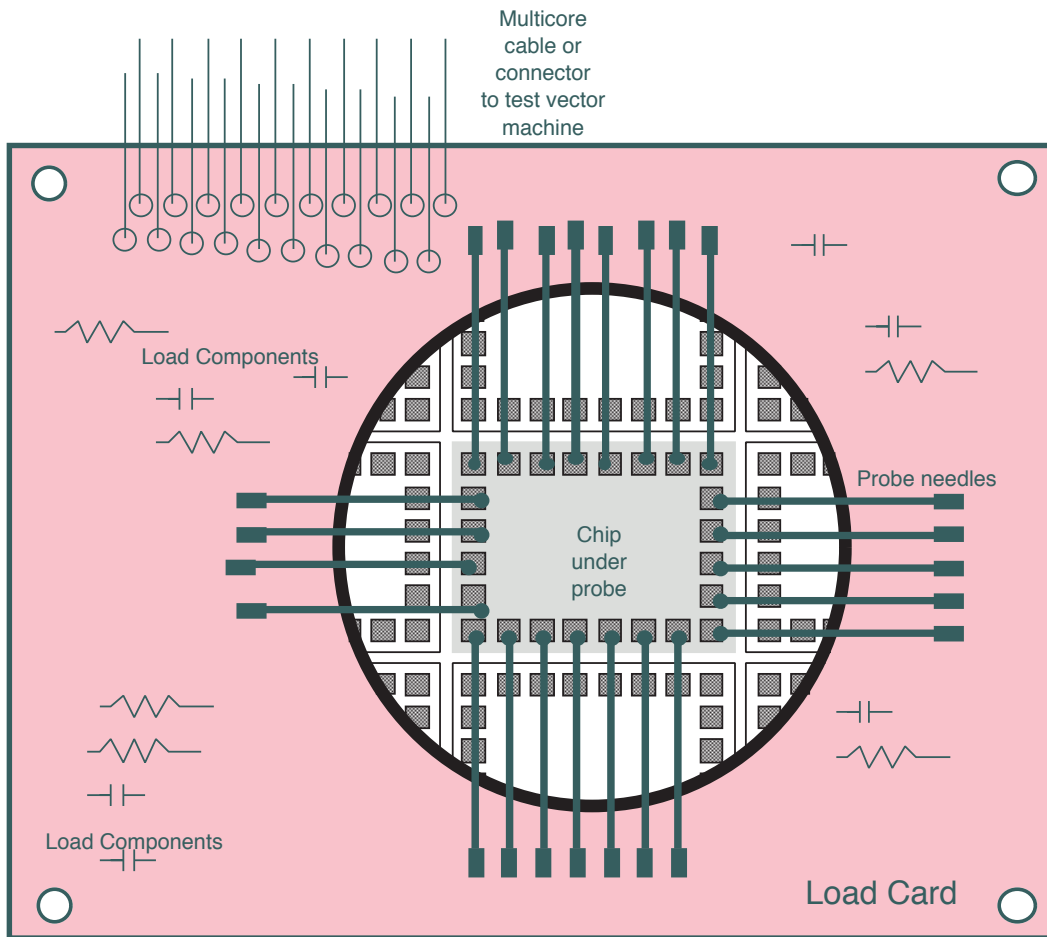 Multicore
cable or
connector
to test vector
machine
Load Components
Probe needles
Chip
under
probe
Load Components
Load Card